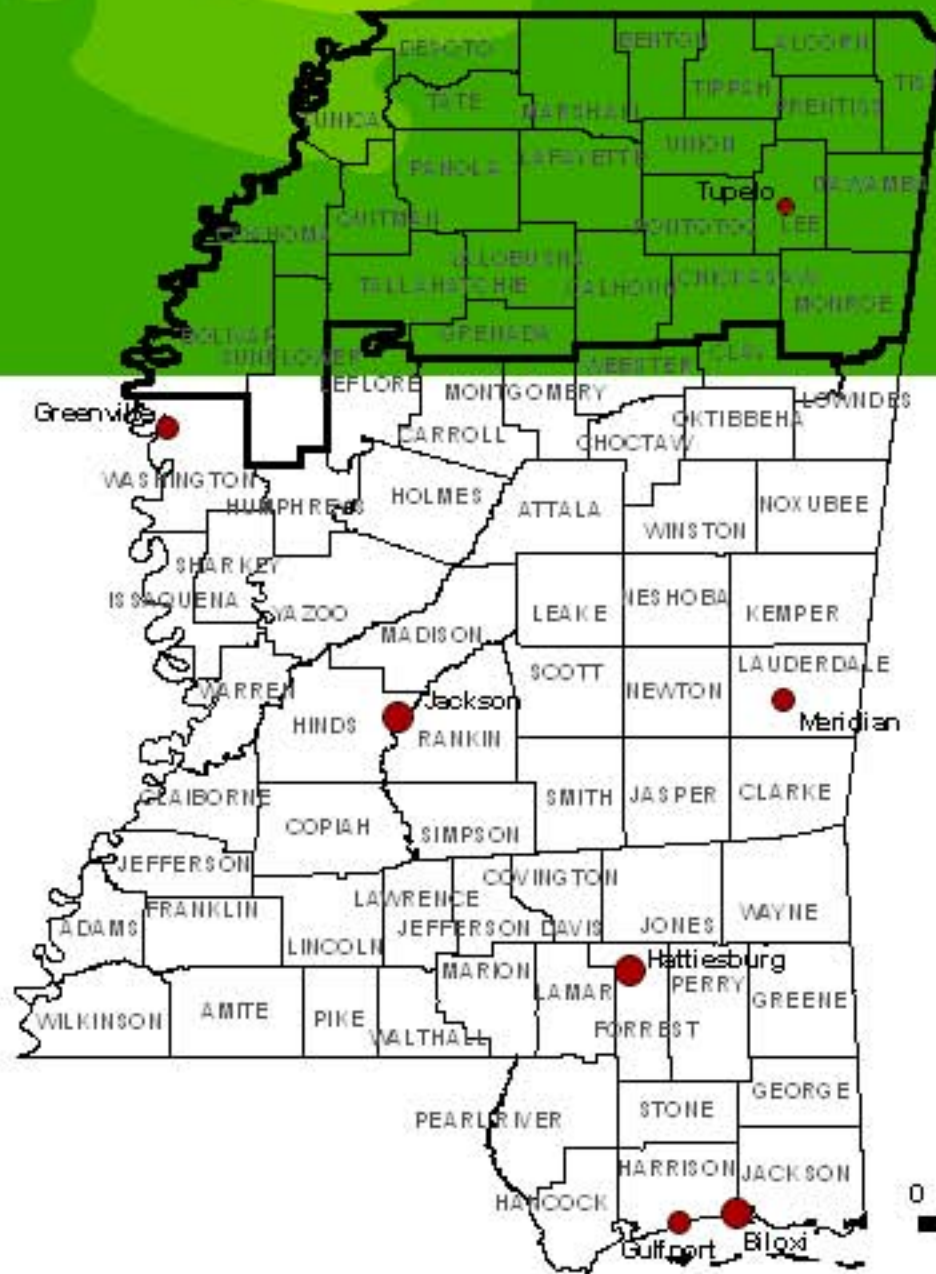 DESOTO
BENTON
ALCORN
TATE
MARSHALL
TIPPAH
PRENTISS
TIS
TUNICA
PANOLA
LAFAYETTE
UNION
Tupelo
PONTOTOC
LEE
ITAWAMBA
COAHOMA
QUITMAN
YALOBUSHA
TALLAHATCHIE
CALHOUN
CHICKASAW
MONROE
BOLIVAR
SUNFLOWER
GRENADA
WEBSTER
CLAY
LEFLORE
MONTGOMERY
Greenville
CARROLL
CHOCTAW
OKTIBBEHA
LOWNDES
WASHINGTON
HUMPHREYS
HOLMES
ATTALA
WINSTON
NOXUBEE
SHARKEY
ISSAQUENA
YAZOO
MADISON
LEAKE
NESHOBA
KEMPER
WARREN
HINDS
Jackson
RANKIN
SCOTT
NEWTON
LAUDERDALE
Meridian
CLAIBORNE
COPIAH
SIMPSON
SMITH
JASPER
CLARKE
JEFFERSON
ADAMS
FRANKLIN
LINCOLN
LAWRENCE
JEFFERSON DAVIS
COVINGTON
JONES
WAYNE
WILKINSON
AMITE
PIKE
WALTHALL
MARION
LAMAR
Hattiesburg
FORREST
PERRY
GREENE
PEARL RIVER
STONE
GEORGE
HANCOCK
HARRISON
JACKSON
Gulfport
Biloxi
0